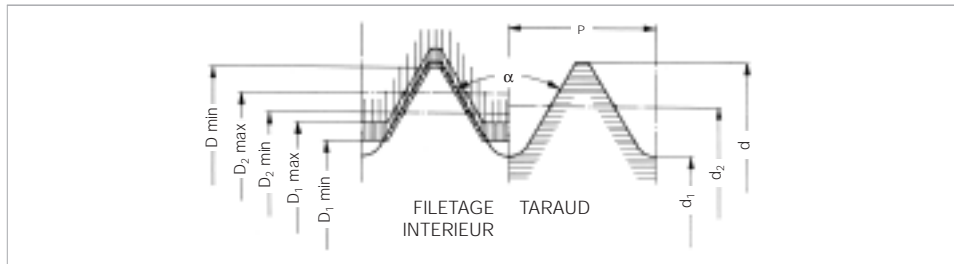 P
α
D min
D₂ max
D₂ min
D₁ max
D₁ min
d₁
d₂
d
FILETAGE
INTERIEUR
TARAUD